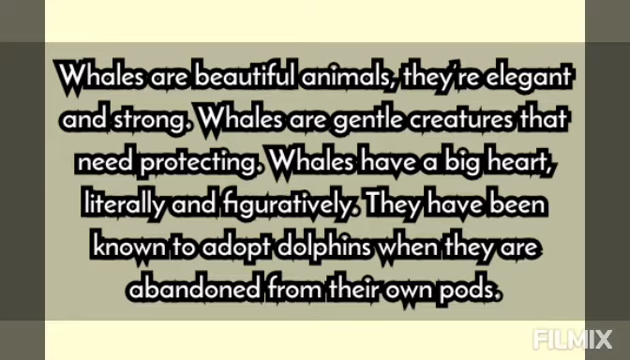 Whales are beautiful animals, they're elegant
and strong. Whales are gentle creatures that
need protecting. Whales have a big heart,
literally and figuratively. They have been
known to adopt dolphins when they are
abandoned from their own pods.
FILMIX